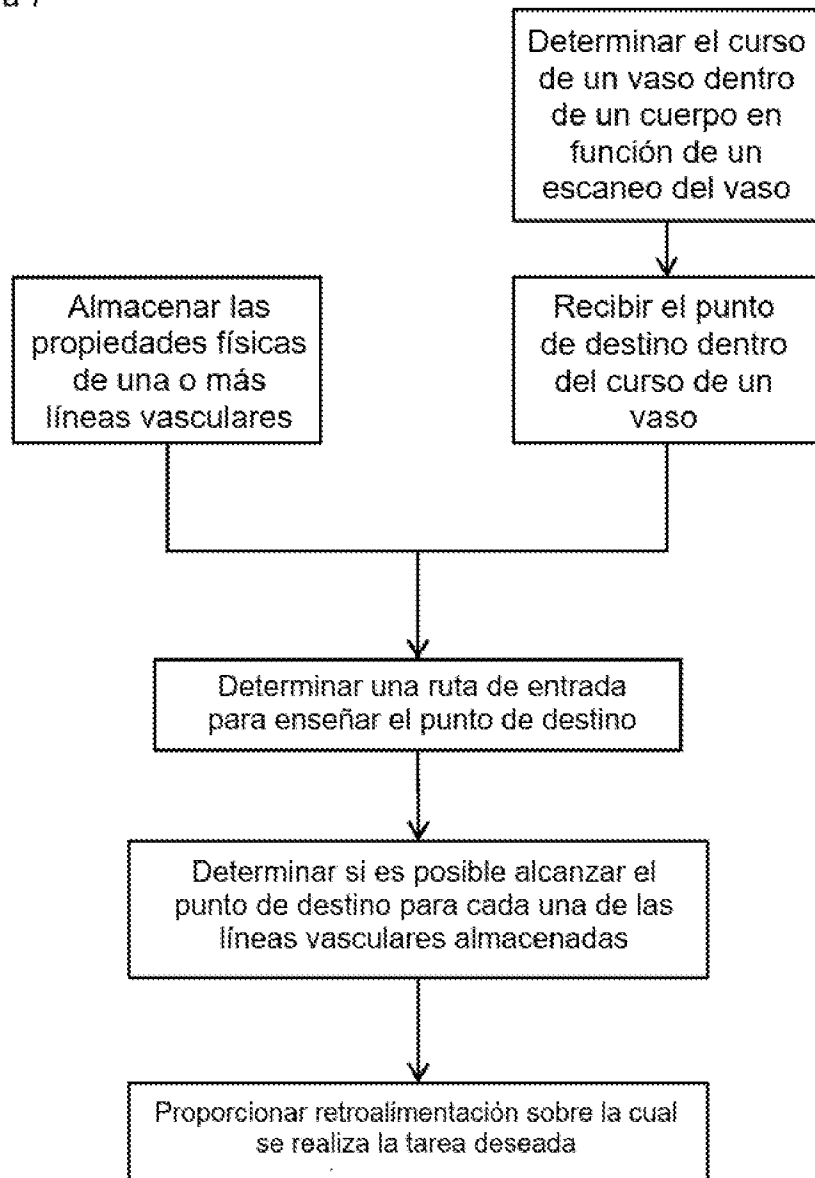 Determinar el curso
de un vaso dentro
de un cuerpo en
función de un
escaneo del vaso
Almacenar las
propiedades físicas
de una o más
líneas vasculares
Recibir el punto
de destino dentro
del curso de un
vaso
Determinar una ruta de entrada
para enseñar el punto de destino
Determinar si es posible alcanzar el
punto de destino para cada una de las
líneas vasculares almacenadas
Proporcionar retroalimentación sobre la cual
se realiza la tarea deseada